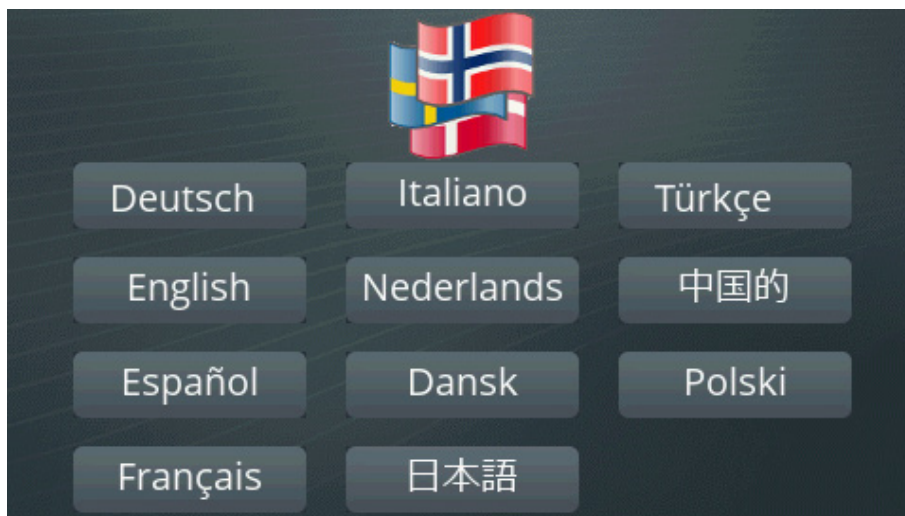 Deutsch
Italiano
Türkçe
English
Nederlands
中国的
Español
Dansk
Polski
Français
日本語